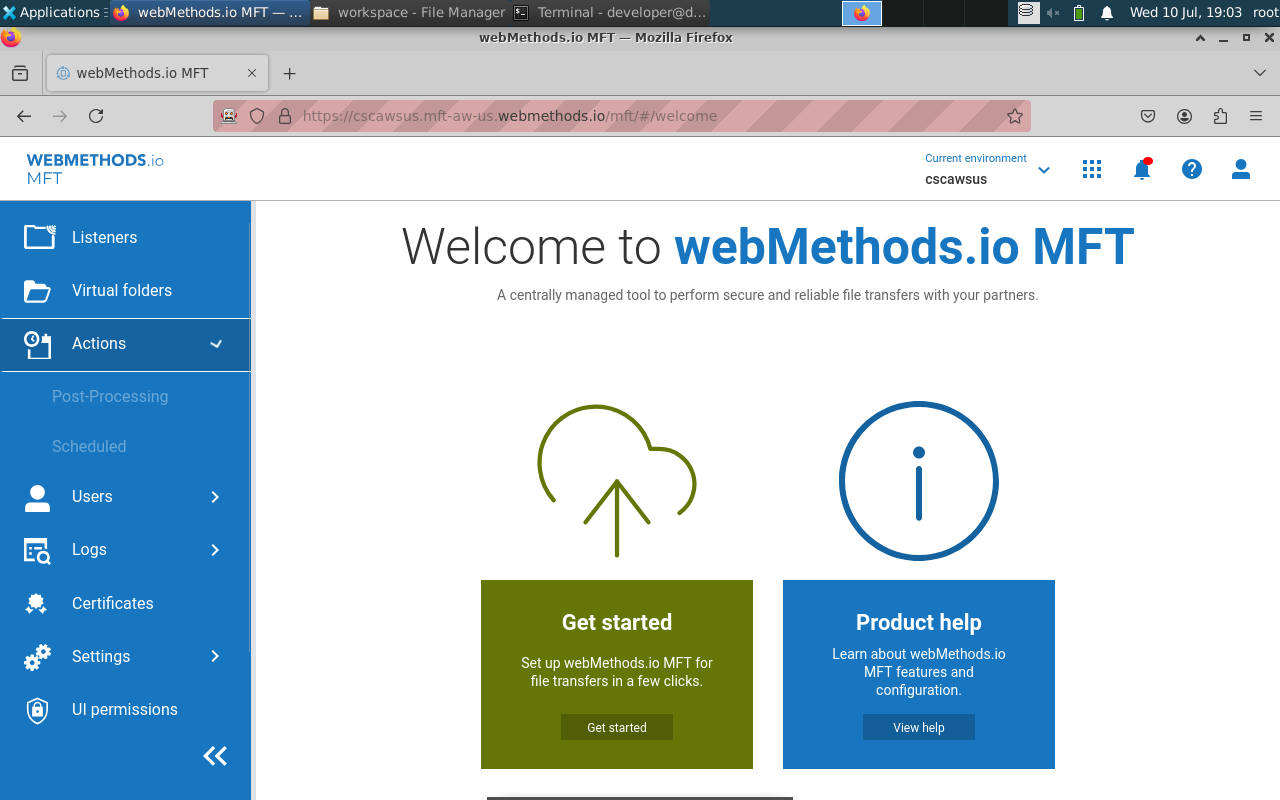 Applications
webMethods.io MFT — ...
workspace - File Manager
Terminal - developer@d...
Wed 10 Jul, 19:03
root
webMethods.io MFT — Mozilla Firefox
webMethods.io MFT
https://cscawsus.mft-aw-us.webmethods.io/mft/#/welcome
WEBMETHODS.io
MFT
Current environment
cscawsus
Listeners
Virtual folders
Actions
Post-Processing
Scheduled
Users
Logs
Certificates
Settings
UI permissions
Welcome to webMethods.io MFT
A centrally managed tool to perform secure and reliable file transfers with your partners.
Get started
Set up webMethods.io MFT for
file transfers in a few clicks.
Get started
Product help
Learn about webMethods.io
MFT features and
configuration.
View help